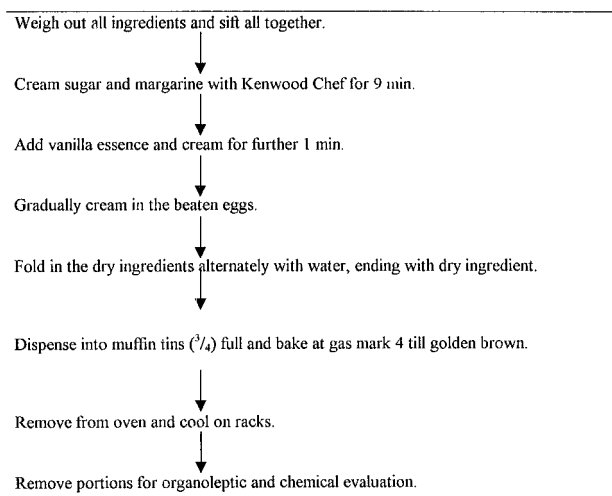 Weigh out all ingredients and sift all together.
Cream sugar and margarine with Kenwood Chef for 9 min.
Add vanilla essence and cream for further 1 min.
Gradually cream in the beaten eggs.
Fold in the dry ingredients alternately with water, ending with dry ingredient.
Dispense into muffin tins (3/4) full and bake at gas mark 4 till golden brown.
Remove from oven and cool on racks.
Remove portions for organoleptic and chemical evaluation.